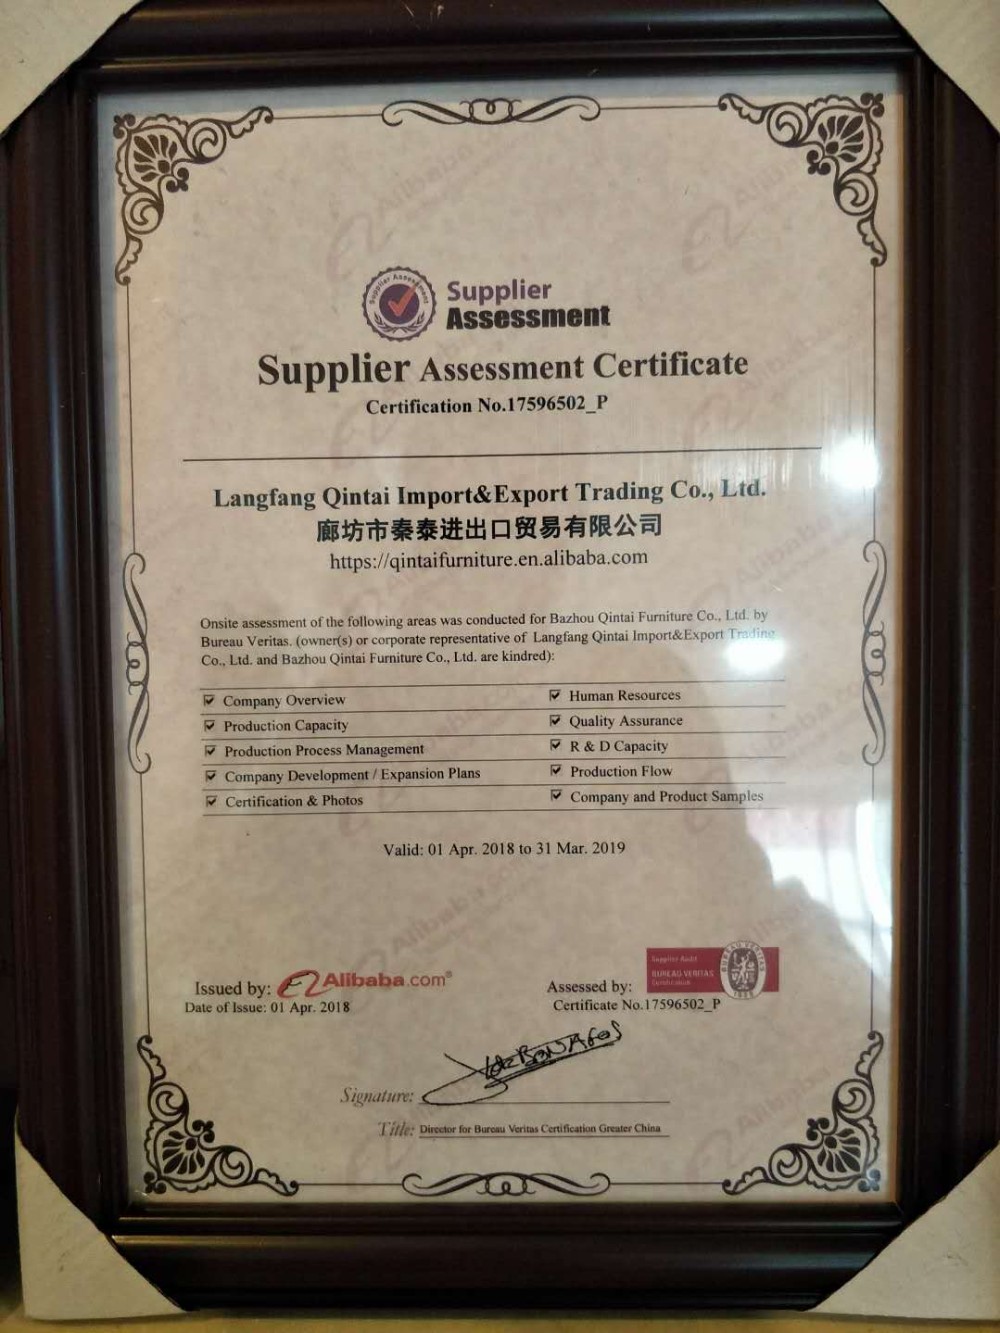 Supplier Assessment
Supplier
Assessment
Supplier Assessment Certificate
Certification No.17596502_P
Langfang Qintai Import&Export Trading Co., Ltd.
廊坊市秦泰进出口贸易有限公司
https://qintaifurniture.en.alibaba.com
Onsite assessment of the following areas was conducted for Bazhou Qintai Furniture Co., Ltd. by
Bureau Veritas. (owner(s) or corporate representative of Langfang Qintai Import&Export Trading
Co., Ltd. and Bazhou Qintai Furniture Co., Ltd. are kindred):
Company Overview
Human Resources
Production Capacity
Quality Assurance
Production Process Management
R & D Capacity
Company Development / Expansion Plans
Production Flow
Certification & Photos
Company and Product Samples
Valid: 01 Apr. 2018 to 31 Mar. 2019
Issued by: Alibaba.com®
Date of Issue: 01 Apr. 2018
Supplier Audit
BUREAU VERITAS
Certification
BUREAU VERITAS
1828
Assessed by:
Certificate No.17596502_P
Signature:
Title: Director for Bureau Veritas Certification Greater China